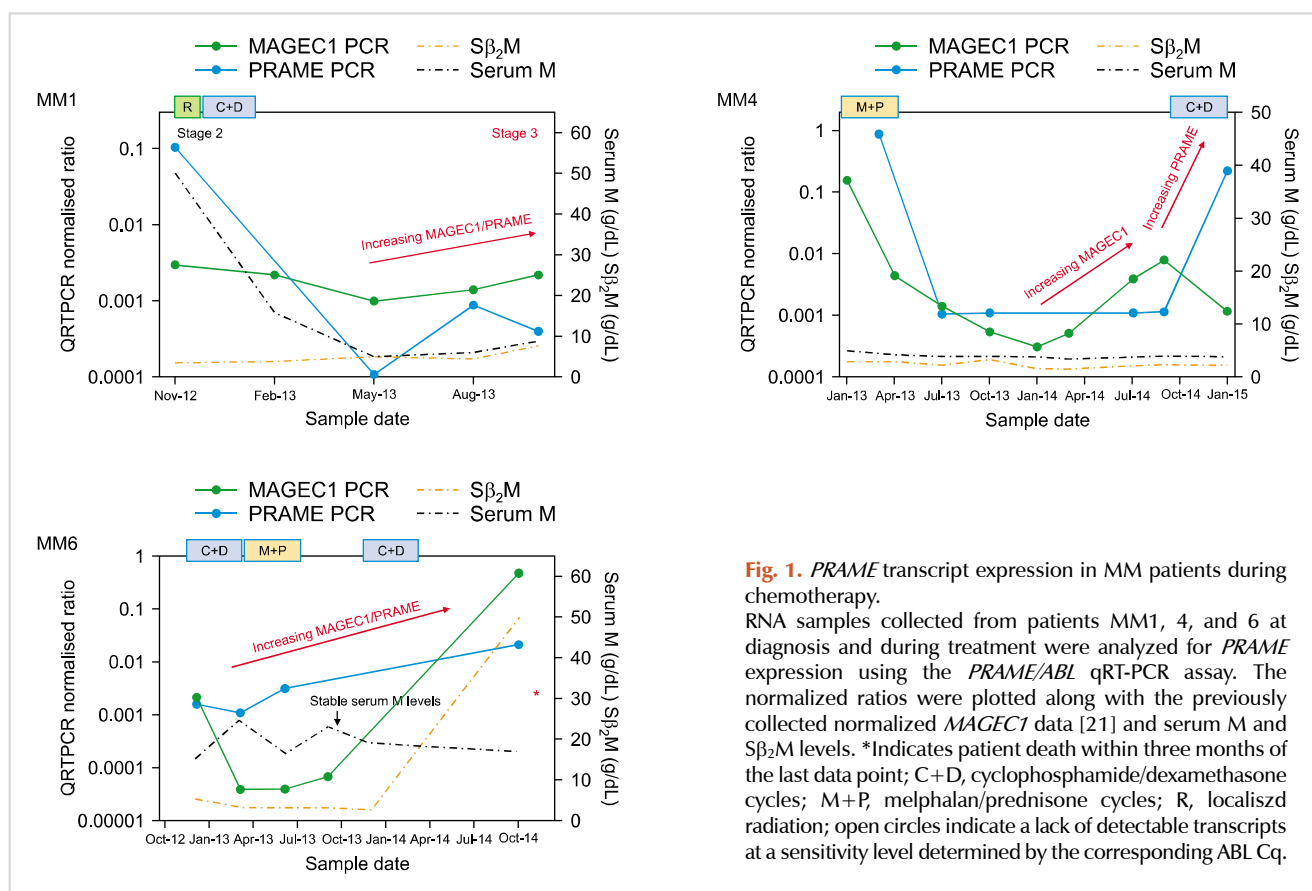 MAGEC1 PCR
Sβ₂M
PRAME PCR
Serum M
MM1
R
C+D
Stage 2
Stage 3
Increasing MAGEC1/PRAME
QRTPCR normalised ratio
0.1
0.01
0.001
0.0001
Serum M (g/dL) Sβ₂M (g/dL)
60
50
40
30
20
10
0
Nov-12
Feb-13
May-13
Aug-13
Sample date
MAGEC1 PCR
Sβ₂M
PRAME PCR
Serum M
MM4
M+P
C+D
Increasing MAGEC1
Increasing PRAME
QRTPCR normalised ratio
1
0.1
0.01
0.001
0.0001
Serum M (g/dL) Sβ₂M (g/dL)
50
40
30
20
10
0
Jan-13
Apr-13
Jul-13
Oct-13
Jan-14
Apr-14
Jul-14
Oct-14
Jan-15
Sample date
MAGEC1 PCR
Sβ₂M
PRAME PCR
Serum M
MM6
C+D
M+P
C+D
Increasing MAGEC1/PRAME
Stable serum M levels
*
QRTPCR normalised ratio
1
0.1
0.01
0.001
0.0001
0.00001
Serum M (g/dL) Sβ₂M (g/dL)
60
50
40
30
20
10
0
Oct-12
Jan-13
Apr-13
Jul-13
Oct-13
Jan-14
Apr-14
Jul-14
Oct-14
Sample date
Fig. 1. PRAME transcript expression in MM patients during
chemotherapy.
RNA samples collected from patients MM1, 4, and 6 at
diagnosis and during treatment were analyzed for PRAME
expression using the PRAME/ABL qRT-PCR assay. The
normalized ratios were plotted along with the previously
collected normalized MAGEC1 data [21] and serum M and
Sβ₂M levels. *Indicates patient death within three months of
the last data point; C+D, cyclophosphamide/dexamethasone
cycles; M+P, melphalan/prednisone cycles; R, localiszd
radiation; open circles indicate a lack of detectable transcripts
at a sensitivity level determined by the corresponding ABL Cq.